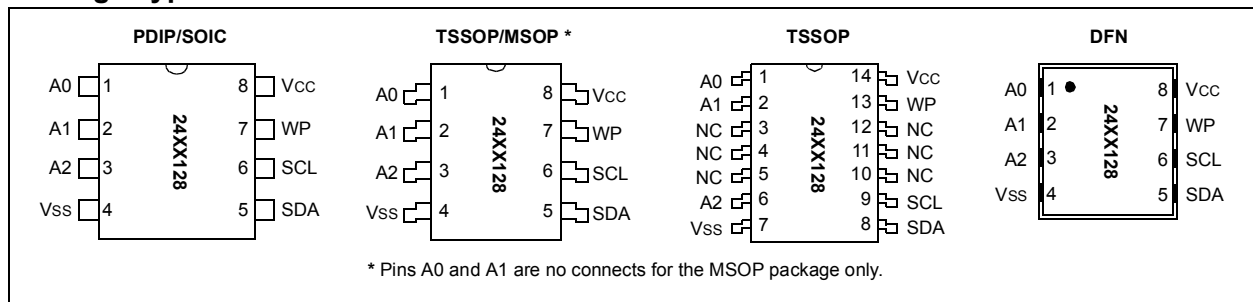 PDIP/SOIC
A0 1 8 VCC
A1 2 7 WP
A2 3 6 SCL
VSS 4 5 SDA
24XX128
TSSOP/MSOP *
A0 1 8 VCC
A1 2 7 WP
A2 3 6 SCL
VSS 4 5 SDA
24XX128
TSSOP
A0 1 14 VCC
A1 2 13 WP
NC 3 12 NC
NC 4 11 NC
NC 5 10 NC
A2 6 9 SCL
VSS 7 8 SDA
24XX128
DFN
A0 1 8 VCC
A1 2 7 WP
A2 3 6 SCL
VSS 4 5 SDA
24XX128
* Pins A0 and A1 are no connects for the MSOP package only.